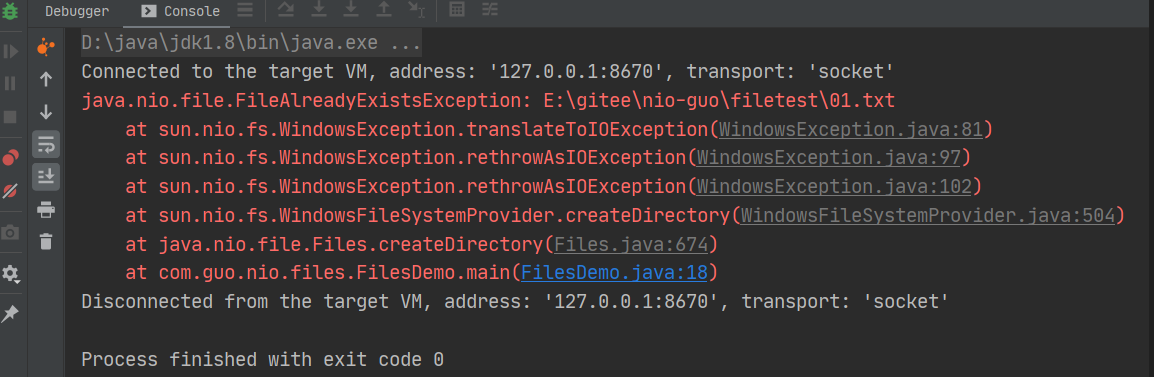 Debugger Console
D:\java\jdk1.8\bin\java.exe ...
Connected to the target VM, address: '127.0.0.1:8670', transport: 'socket'
java.nio.file.FileAlreadyExistsException: E:\gitee\nio-guo\filetest\01.txt
at sun.nio.fs.WindowsException.translateToIOException(WindowsException.java:81)
at sun.nio.fs.WindowsException.rethrowAsIOException(WindowsException.java:97)
at sun.nio.fs.WindowsException.rethrowAsIOException(WindowsException.java:102)
at sun.nio.fs.WindowsFileSystemProvider.createDirectory(WindowsFileSystemProvider.java:504)
at java.nio.file.Files.createDirectory(Files.java:674)
at com.guo.nio.files.FilesDemo.main(FilesDemo.java:18)
Disconnected from the target VM, address: '127.0.0.1:8670', transport: 'socket'
Process finished with exit code 0